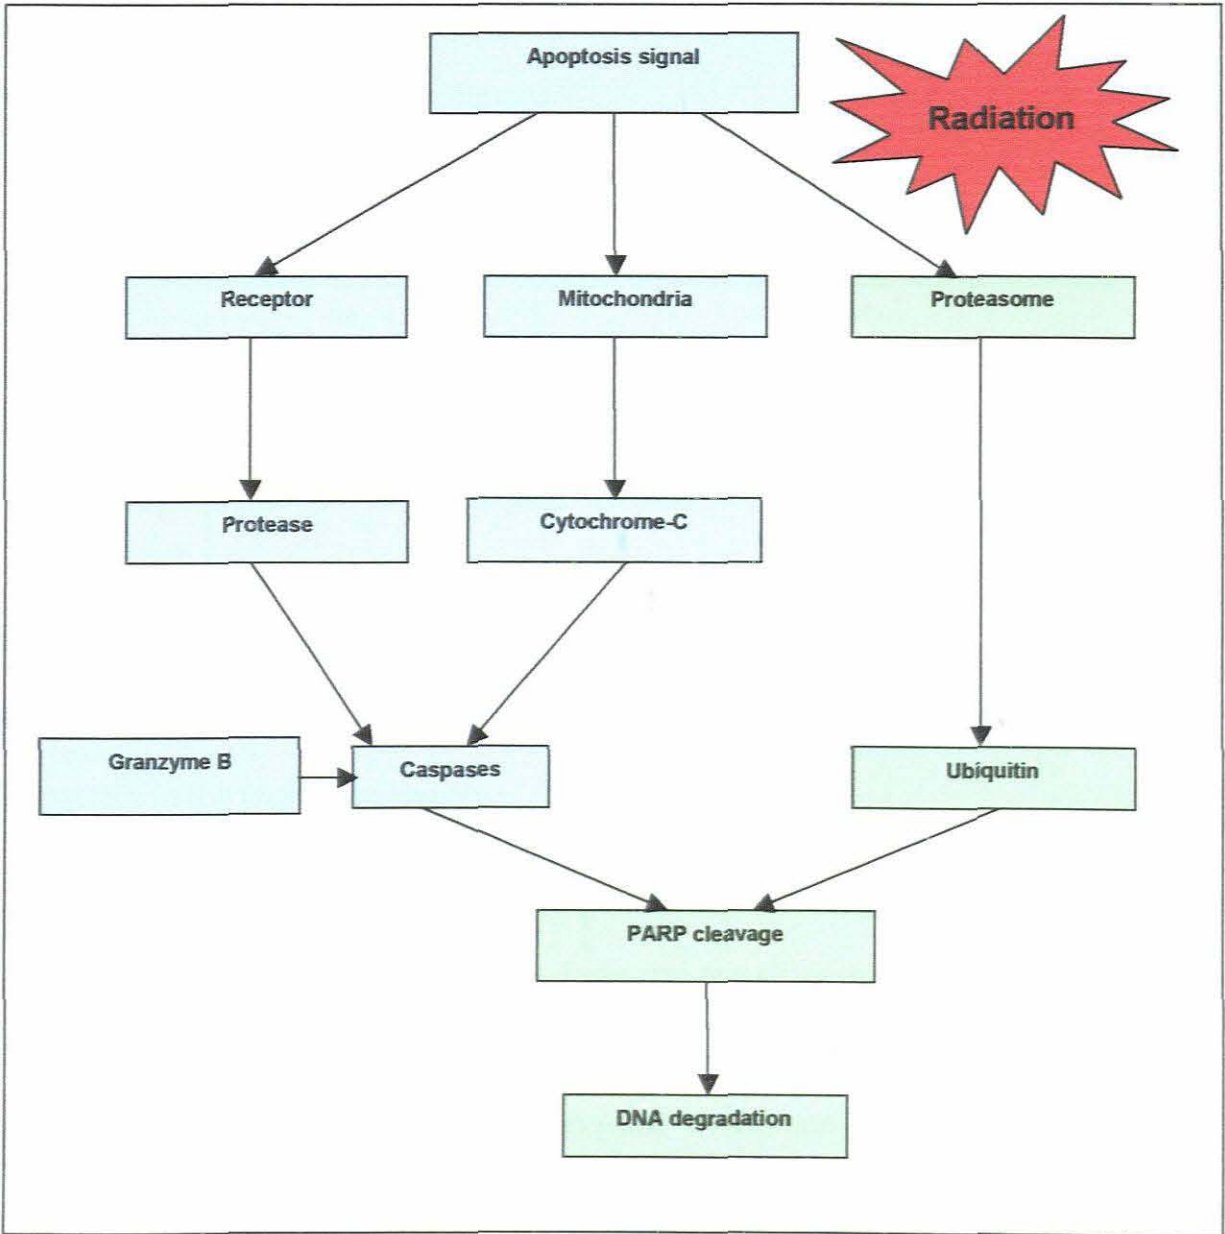 Apoptosis signal
Radiation
Receptor
Mitochondria
Proteasome
Protease
Cytochrome-C
Granzyme B
Caspases
Ubiquitin
PARP cleavage
DNA degradation